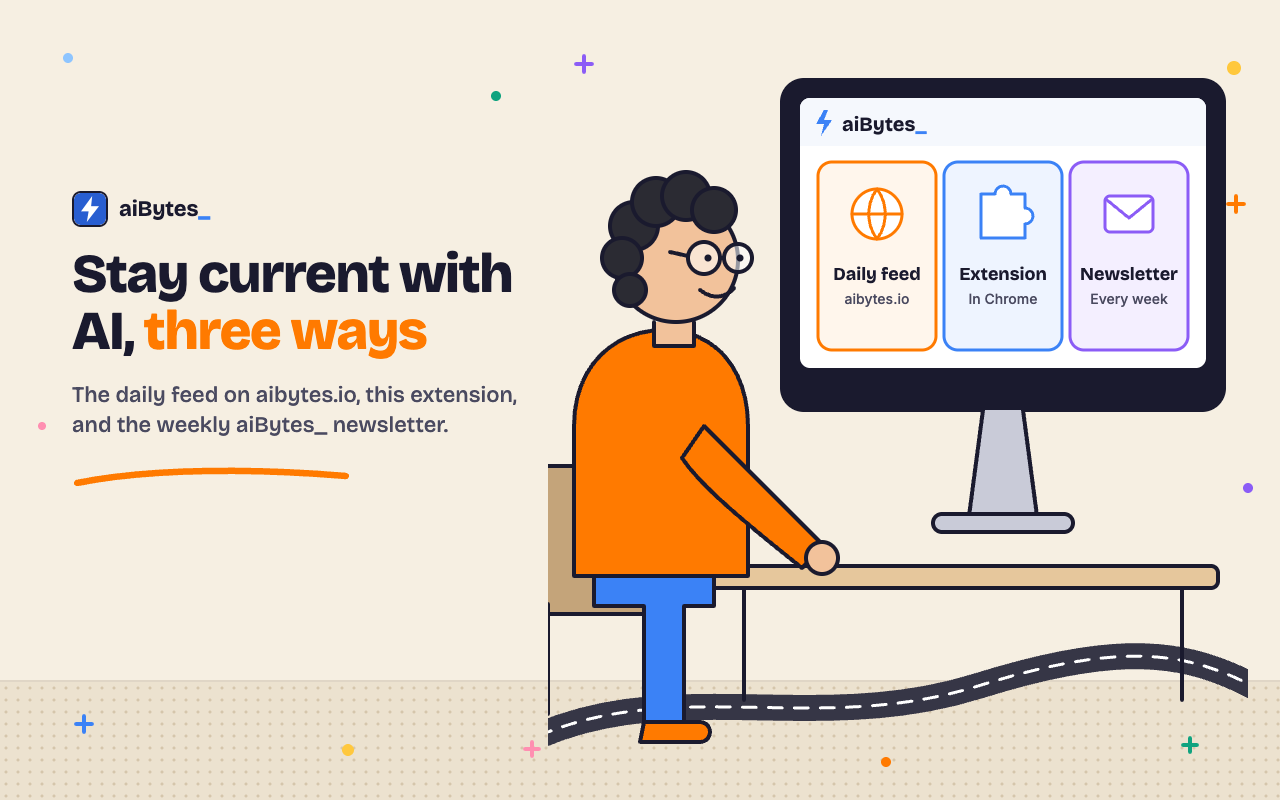 aiBytes_
Stay current with
AI, three ways
The daily feed on aibytes.io, this extension,
and the weekly aiBytes_ newsletter.
aiBytes_
Daily feed
aibytes.io
Extension
In Chrome
Newsletter
Every week